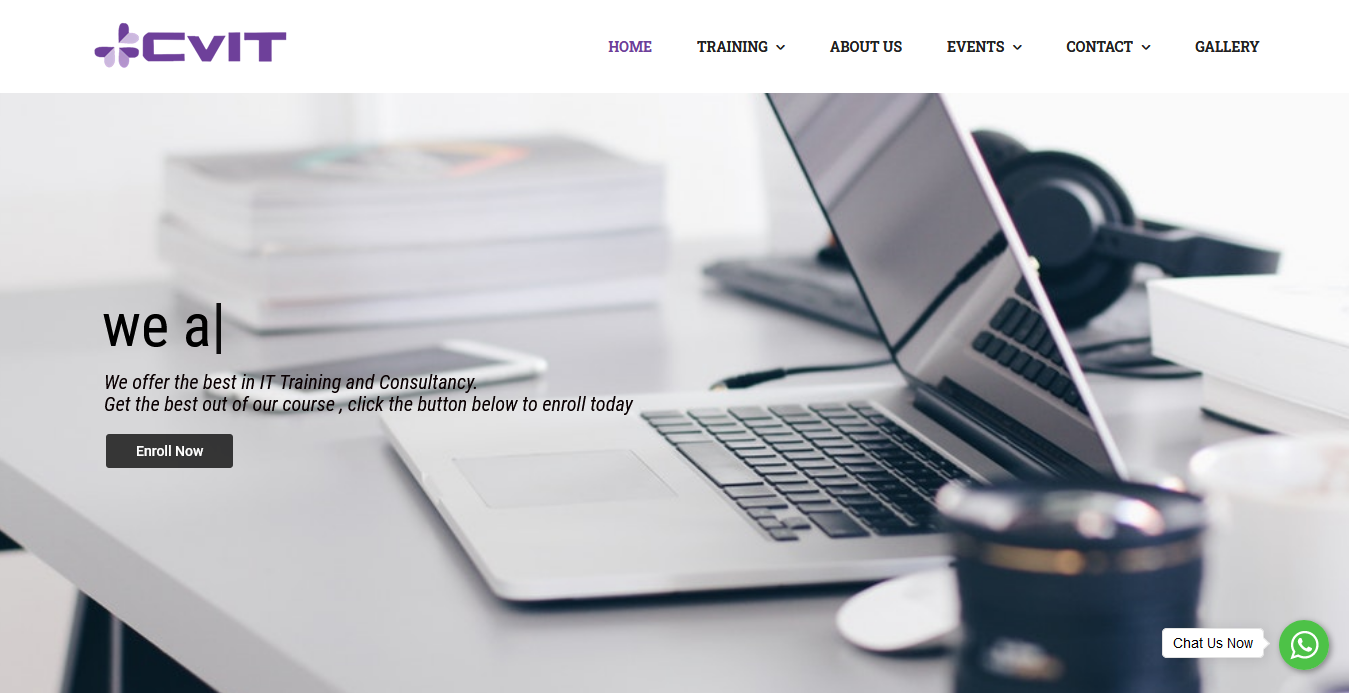 CVIT
HOME TRAINING ABOUT US EVENTS CONTACT GALLERY
we a|
We offer the best in IT Training and Consultancy.
Get the best out of our course , click the button below to enroll today
Enroll Now
Chat Us Now